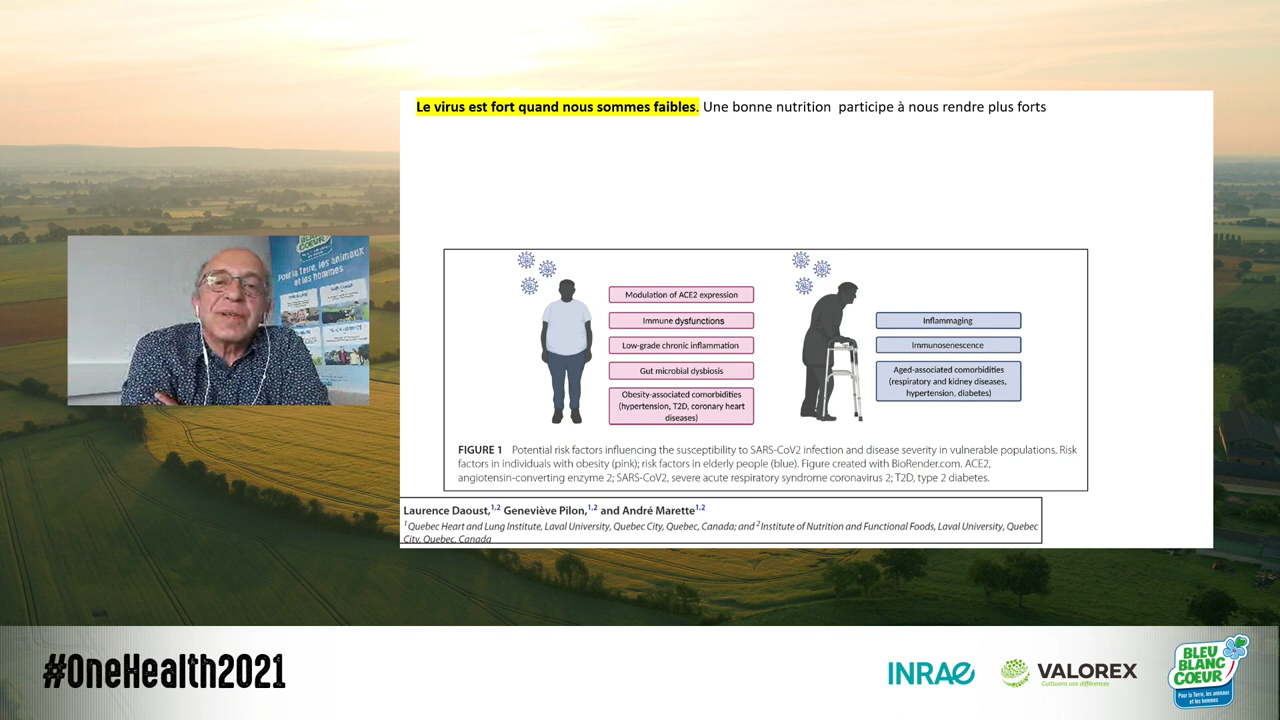 Le virus est fort quand nous sommes faibles. Une bonne nutrition participe à nous rendre plus forts
BLANC
COEUR
Pour la Terre, les animaux
et les hommes
Modulation of ACE2 expression
Immune dysfunctions
Low-grade chronic inflammation
Gut microbial dysbiosis
Obesity-associated comorbidities
(hypertension, T2D, coronary heart
diseases)
Inflammaging
Immunosenescence
Aged-associated comorbidities
(respiratory and kidney diseases,
hypertension, diabetes)
FIGURE 1 Potential risk factors influencing the susceptibility to SARS-CoV2 infection and disease severity in vulnerable populations. Risk
factors in individuals with obesity (pink); risk factors in elderly people (blue). Figure created with BioRender.com. ACE2,
angiotensin-converting enzyme 2; SARS-CoV2, severe acute respiratory syndrome coronavirus 2; T2D, type 2 diabetes.
Laurence Daoust,1,2 Geneviève Pilon,1,2 and André Marette1,2
1Quebec Heart and Lung Institute, Laval University, Quebec City, Quebec, Canada; and 2Institute of Nutrition and Functional Foods, Laval University, Quebec
City, Quebec, Canada
#OneHealth2021
INRAE
VALOREX
Cultivons vos différences
BLEU
BLANC
COEUR
Pour la Terre, les animaux
et les hommes